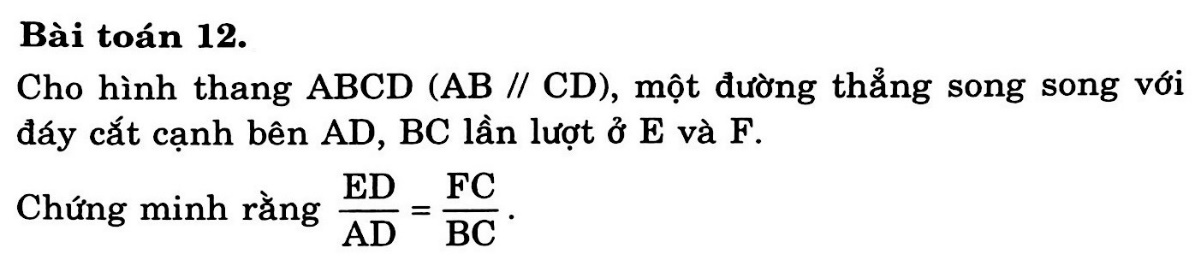 Bài toán 12.
Cho hình thang ABCD (AB // CD), một đường thẳng song song với
đáy cắt cạnh bên AD, BC lần lượt ở E và F.
Chứng minh rằng ED/AD = FC/BC.